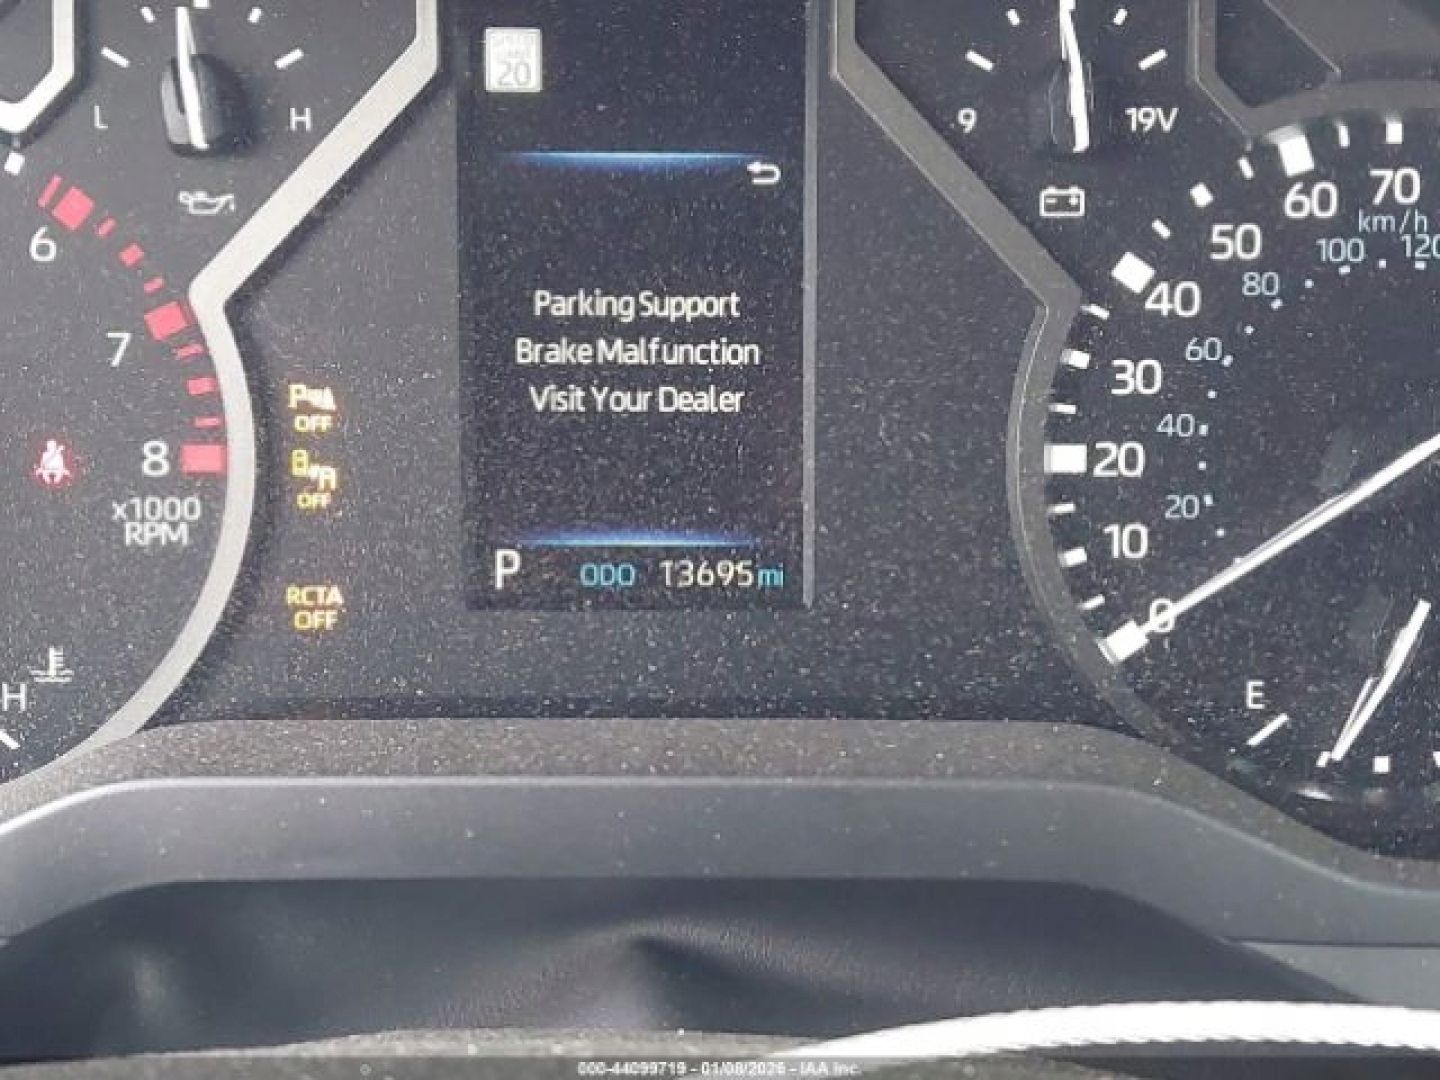 SPEED
LIMIT
20
L
H
9
19V
6
7
8
x1000
RPM
H
P
OFF
OFF
RCTA
OFF
Parking Support
Brake Malfunction
Visit Your Dealer
P ODO 13695 mi
70
60
50
40
30
20
10
0
km/h
120
100
80
60
40
20
E
000-44099719 - 01/08/2026 - IAA Inc.